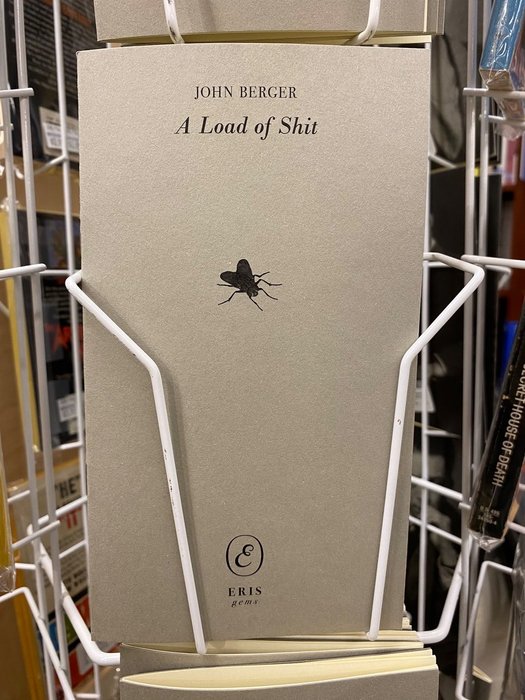 JOHN BERGER
A Load of Shit
E
ERIS
gems
THE
SECRET HOUSE OF DEATH